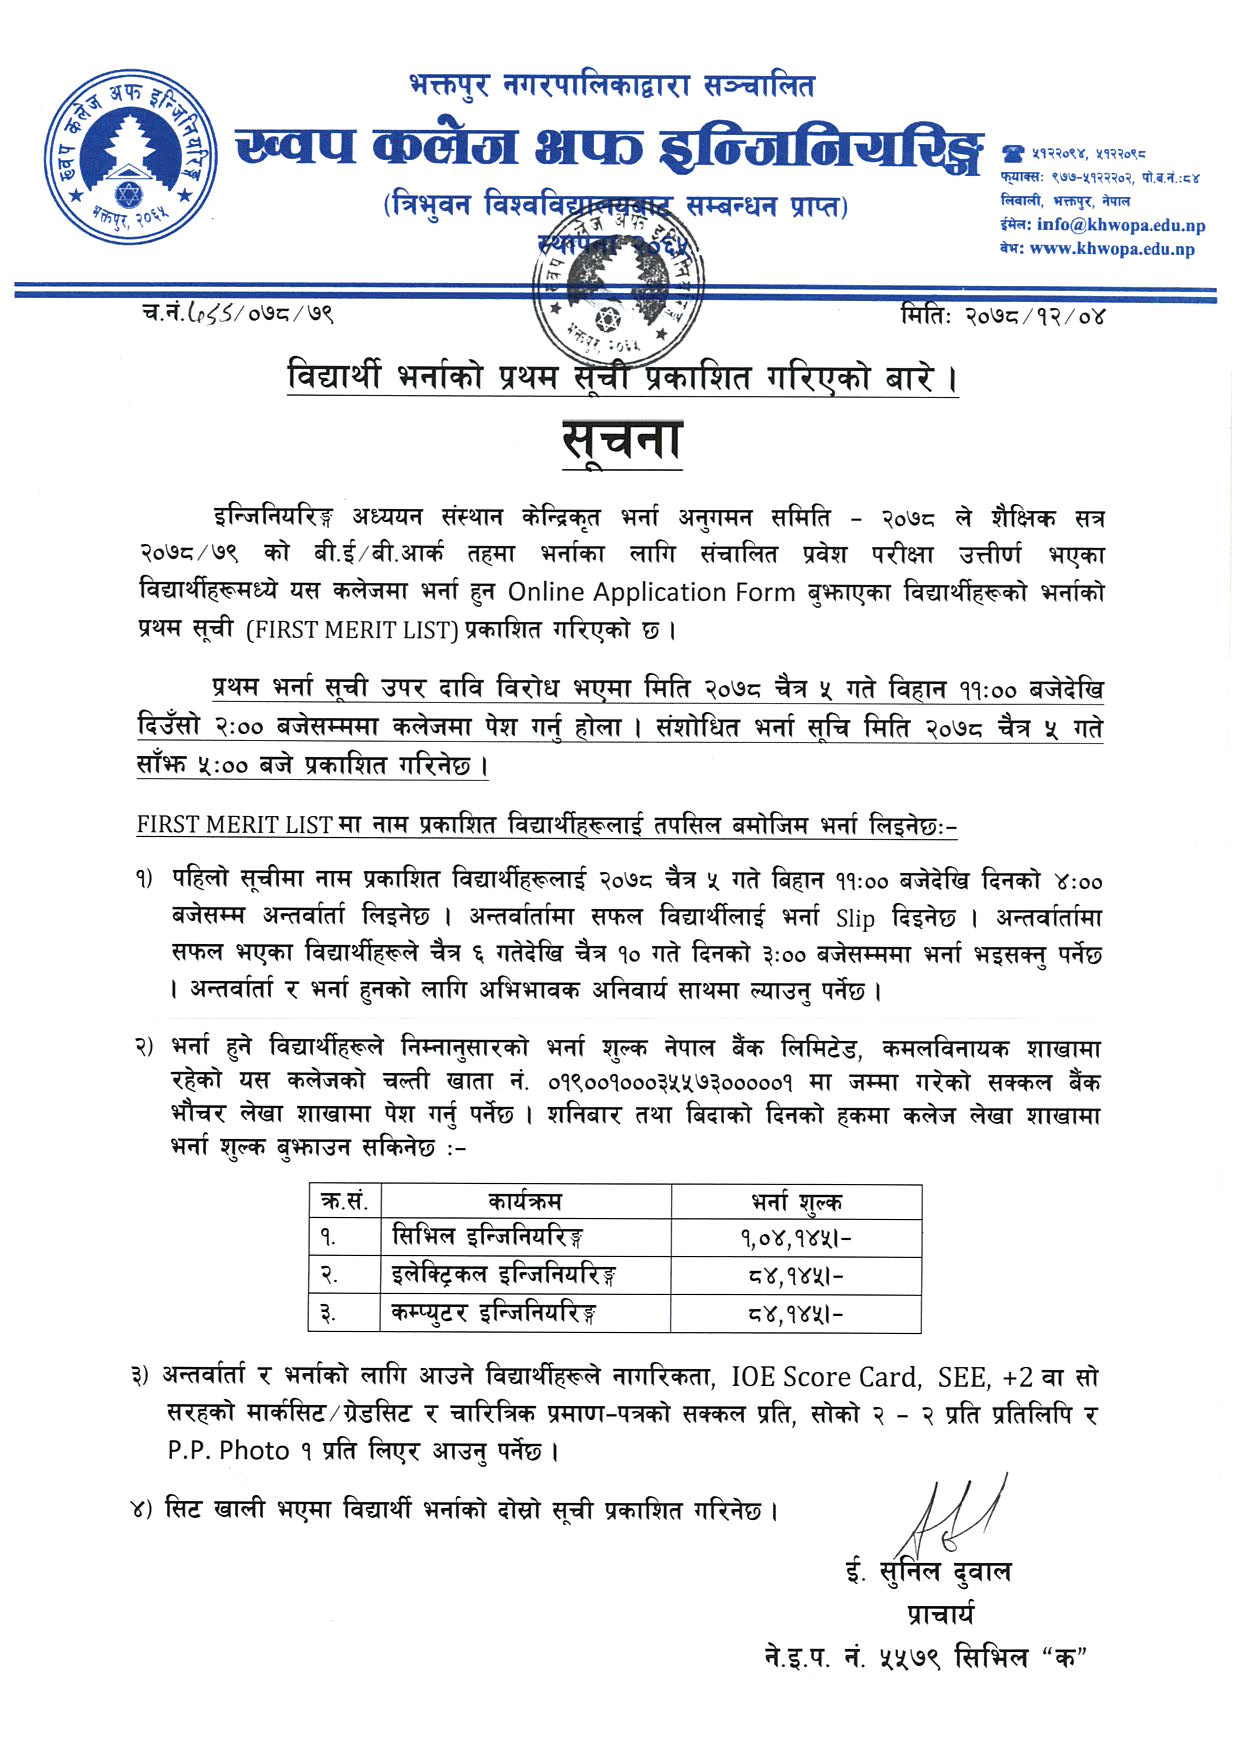 भक्तपुर नगरपालिकाद्वारा सञ्चालित
ख्वप कलेज अफ इन्जिनियरिङ्ग
(त्रिभुवन विश्वविद्यालयबाट सम्बन्धन प्राप्त)
स्थापना २०६५
ख्वप कलेज अफ इन्जिनियरिङ्ग
भक्तपुर, २०६५
☎ ५१२२०९४, ५१२२०९८
फ्याक्सः ९७७-५१२२२०२, पो.ब.नं.:८४
लिवाली, भक्तपुर, नेपाल
ईमेल: info@khwopa.edu.np
वेभ: www.khwopa.edu.np
ख्वप कलेज अफ इन्जिनियरिङ्ग
भक्तपुर, २०६५
च.नं. /०७८/७९
मितिः २०७८/१२/०४
विद्यार्थी भर्नाको प्रथम सूची प्रकाशित गरिएको बारे ।
सूचना
इन्जिनियरिङ्ग अध्ययन संस्थान केन्द्रिकृत भर्ना अनुगमन समिति – २०७८ ले शैक्षिक सत्र
२०७८/७९ को बी.ई/बी.आर्क तहमा भर्नाका लागि संचालित प्रवेश परीक्षा उत्तीर्ण भएका
विद्यार्थीहरूमध्ये यस कलेजमा भर्ना हुन Online Application Form बुझाएका विद्यार्थीहरूको भर्नाको
प्रथम सूची (FIRST MERIT LIST) प्रकाशित गरिएको छ ।
प्रथम भर्ना सूची उपर दावि विरोध भएमा मिति २०७८ चैत्र ५ गते विहान ११:०० बजेदेखि
दिउँसो २:०० बजेसम्ममा कलेजमा पेश गर्नु होला । संशोधित भर्ना सूचि मिति २०७८ चैत्र ५ गते
साँझ ५:०० बजे प्रकाशित गरिनेछ ।
FIRST MERIT LIST मा नाम प्रकाशित विद्यार्थीहरूलाई तपसिल बमोजिम भर्ना लिइनेछः–
१) पहिलो सूचीमा नाम प्रकाशित विद्यार्थीहरूलाई २०७८ चैत्र ५ गते बिहान ११:०० बजेदेखि दिनको ४:००
बजेसम्म अन्तर्वार्ता लिइनेछ । अन्तर्वार्तामा सफल विद्यार्थीलाई भर्ना Slip दिइनेछ । अन्तर्वार्तामा
सफल भएका विद्यार्थीहरूले चैत्र ६ गतेदेखि चैत्र १० गते दिनको ३:०० बजेसम्ममा भर्ना भइसक्नु पर्नेछ
। अन्तर्वार्ता र भर्ना हुनको लागि अभिभावक अनिवार्य साथमा ल्याउनु पर्नेछ ।
२) भर्ना हुने विद्यार्थीहरूले निम्नानुसारको भर्ना शुल्क नेपाल बैंक लिमिटेड, कमलविनायक शाखामा
रहेको यस कलेजको चल्ती खाता नं. ०१९००१०००३५५७३०००००१ मा जम्मा गरेको सक्कल बैंक
भौचर लेखा शाखामा पेश गर्नु पर्नेछ । शनिबार तथा बिदाको दिनको हकमा कलेज लेखा शाखामा
भर्ना शुल्क बुझाउन सकिनेछ :–
क्र.सं. कार्यक्रम भर्ना शुल्क
१. सिभिल इन्जिनियरिङ्ग १,०४,१४५।–
२. इलेक्ट्रिकल इन्जिनियरिङ्ग ८४,१४५।–
३. कम्प्युटर इन्जिनियरिङ्ग ८४,१४५।–
३) अन्तर्वार्ता र भर्नाको लागि आउने विद्यार्थीहरूले नागरिकता, IOE Score Card, SEE, +2 वा सो
सरहको मार्कसिट/ग्रेडसिट र चारित्रिक प्रमाण–पत्रको सक्कल प्रति, सोको २ – २ प्रति प्रतिलिपि र
P.P. Photo १ प्रति लिएर आउनु पर्नेछ ।
४) सिट खाली भएमा विद्यार्थी भर्नाको दोस्रो सूची प्रकाशित गरिनेछ ।
ई. सुनिल दुवाल
प्राचार्य
ने.इ.प. नं. ५५७९ सिभिल “क”